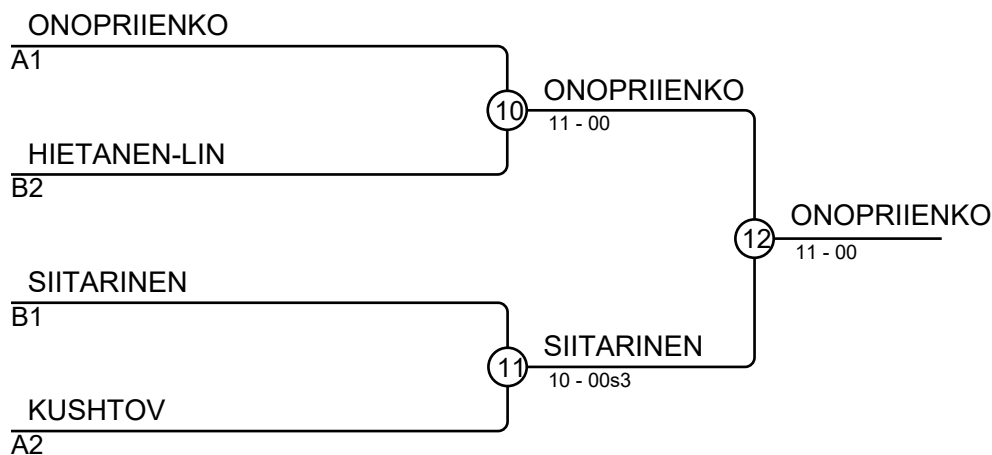 ONOPRIIENKO
A1
10
ONOPRIIENKO
11 - 00
HIETANEN-LIN
B2
12
ONOPRIIENKO
11 - 00
SIITARINEN
B1
11
SIITARINEN
10 - 00s3
KUSHTOV
A2